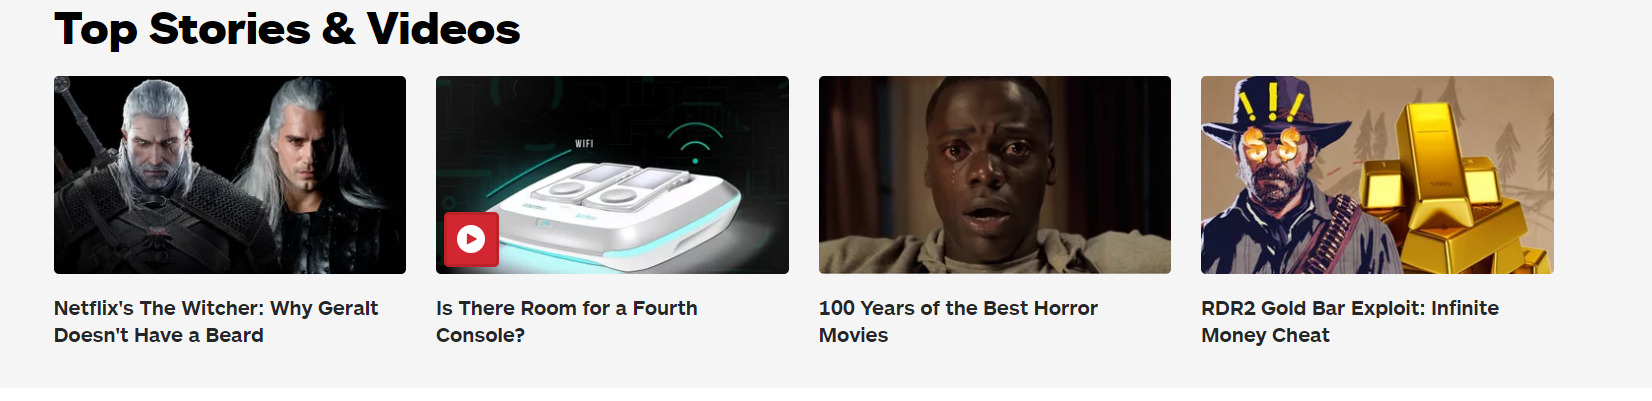 Top Stories & Videos
WIFI
Netflix's The Witcher: Why Geralt
Doesn't Have a Beard
Is There Room for a Fourth
Console?
100 Years of the Best Horror
Movies
RDR2 Gold Bar Exploit: Infinite
Money Cheat